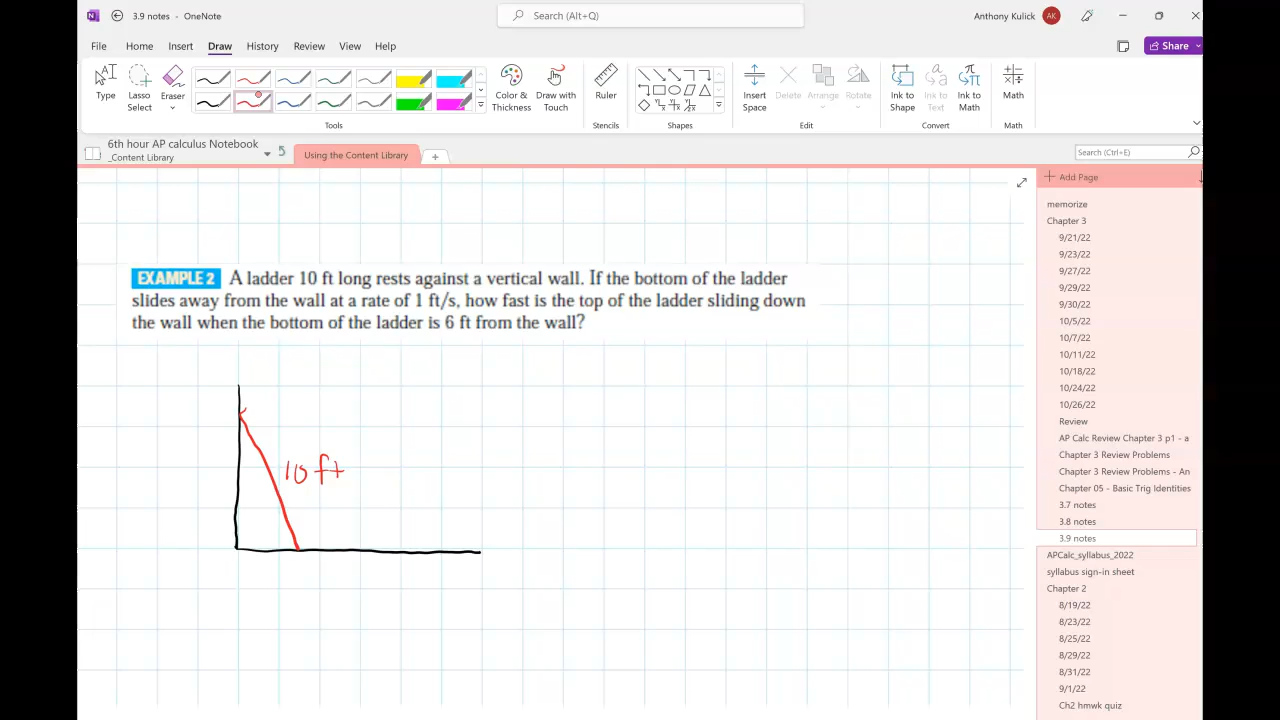 3.9 notes - OneNote
Search (Alt+Q)
Anthony Kulick
AK
File Home Insert Draw History Review View Help
Share
Type
Lasso
Select
Eraser
Color &
Thickness
Draw with
Touch
Ruler
Insert
Space
Delete
Arrange
Rotate
Ink to
Shape
Ink to
Text
Ink to
Math
Math
Tools
Stencils
Shapes
Edit
Convert
Math
6th hour AP calculus Notebook
_Content Library
Using the Content Library
Search (Ctrl+E)
Add Page
EXAMPLE 2 A ladder 10 ft long rests against a vertical wall. If the bottom of the ladder
slides away from the wall at a rate of 1 ft/s, how fast is the top of the ladder sliding down
the wall when the bottom of the ladder is 6 ft from the wall?
10 ft
memorize
Chapter 3
9/21/22
9/23/22
9/27/22
9/29/22
9/30/22
10/5/22
10/7/22
10/11/22
10/18/22
10/24/22
10/26/22
Review
AP Calc Review Chapter 3 p1 - a
Chapter 3 Review Problems
Chapter 3 Review Problems - An
Chapter 05 - Basic Trig Identities
3.7 notes
3.8 notes
3.9 notes
APCalc_syllabus_2022
syllabus sign-in sheet
Chapter 2
8/19/22
8/23/22
8/25/22
8/29/22
8/31/22
9/1/22
Ch2 hmwk quiz